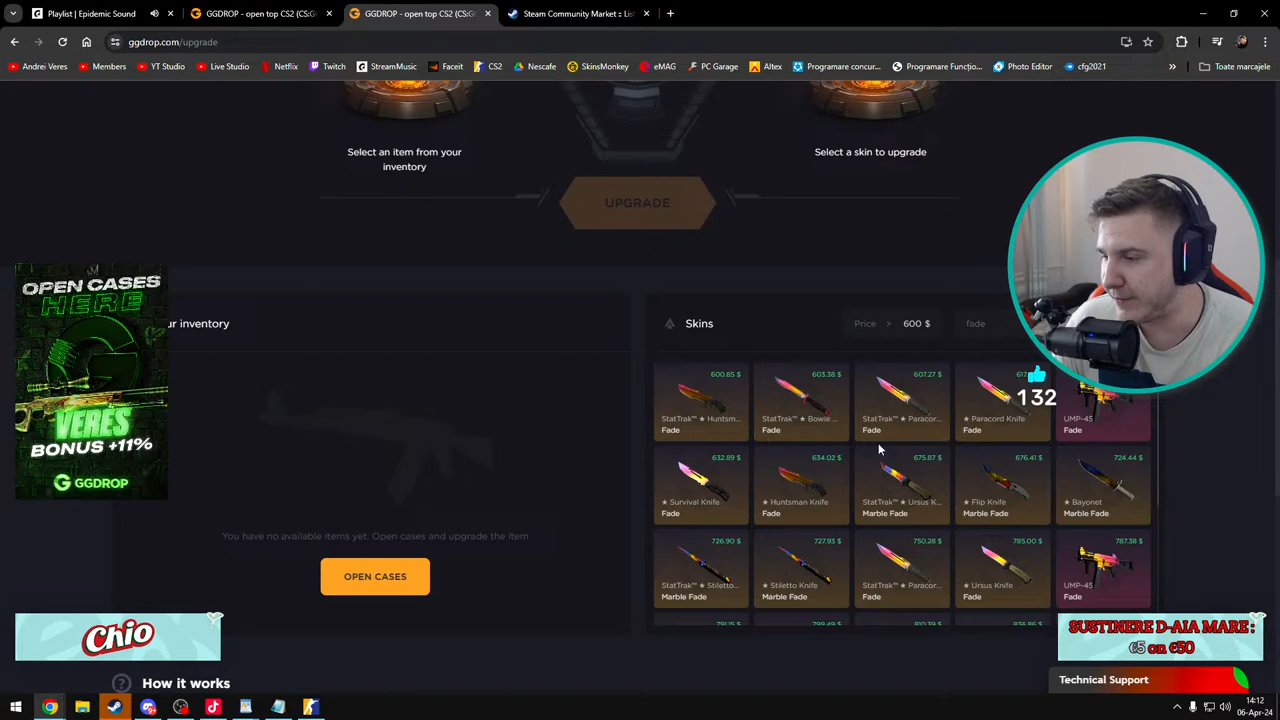 Playlist | Epidemic Sound
GGDROP - open top CS2 (CS:G
GGDROP - open top CS2 (CS:G
Steam Community Market :: List
ggdrop.com/upgrade
Andrei Veres
Members
YT Studio
Live Studio
Netflix
Twitch
StreamMusic
Faceit
CS2
Nescafe
SkinsMonkey
eMAG
PC Garage
Altex
Programare concur...
Programare Funcțio...
Photo Editor
cfg2021
Toate marcajele
Select an item from your
inventory
Select a skin to upgrade
UPGRADE
OPEN CASES
HERE
VERES
BONUS +11%
GGDROP
ur inventory
You have no available items yet. Open cases and upgrade the item
OPEN CASES
Skins
Price > 600 $
fade
600.85 $
603.38 $
607.27 $
StatTrak™ ★ Huntsm...
Fade
StatTrak™ ★ Bowie ...
Fade
StatTrak™ ★ Paracor...
Fade
★ Paracord Knife
Fade
UMP-45
Fade
132
632.89 $
634.02 $
675.87 $
676.41 $
724.44 $
★ Survival Knife
Fade
★ Huntsman Knife
Fade
StatTrak™ ★ Ursus K...
Marble Fade
★ Flip Knife
Marble Fade
★ Bayonet
Marble Fade
726.90 $
727.93 $
750.28 $
785.00 $
787.38 $
StatTrak™ ★ Stiletto...
Marble Fade
★ Stiletto Knife
Marble Fade
StatTrak™ ★ Paracor...
Fade
★ Ursus Knife
Fade
UMP-45
Fade
Chio
SUSTINERE D-AIA MARE :
€5 on €50
Technical Support
How it works
14:12
06-Apr-24